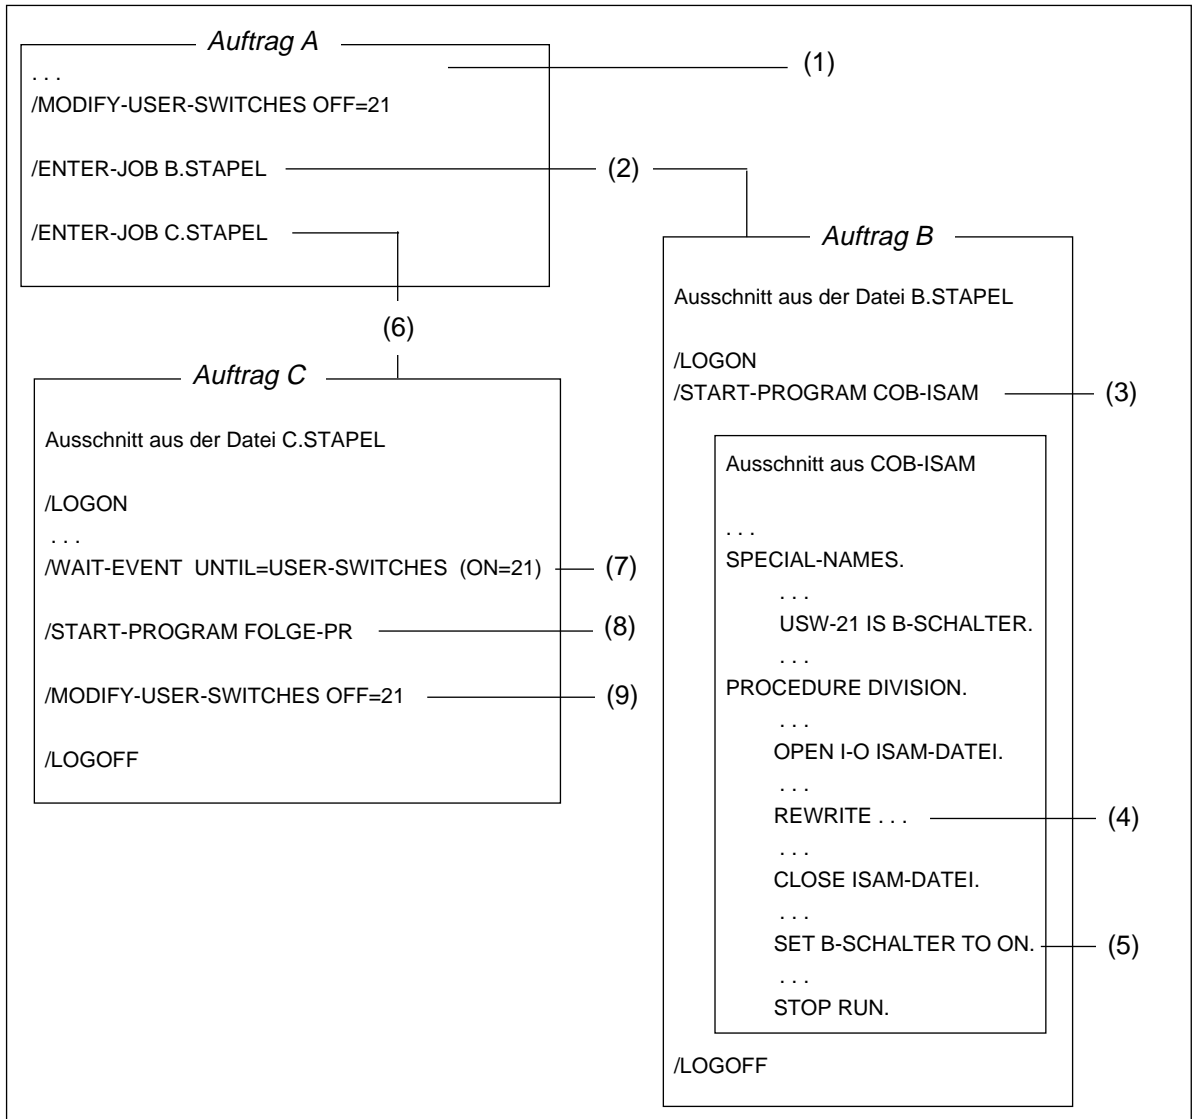 Auftrag A
(1)
. . .
/MODIFY-USER-SWITCHES OFF=21
/ENTER-JOB B.STAPEL
(2)
/ENTER-JOB C.STAPEL
(6)
Auftrag B
Ausschnitt aus der Datei B.STAPEL
/LOGON
/START-PROGRAM COB-ISAM
(3)
Ausschnitt aus COB-ISAM
. . .
SPECIAL-NAMES.
. . .
USW-21 IS B-SCHALTER.
. . .
PROCEDURE DIVISION.
. . .
OPEN I-O ISAM-DATEI.
. . .
REWRITE . . .
(4)
. . .
CLOSE ISAM-DATEI.
. . .
SET B-SCHALTER TO ON.
(5)
. . .
STOP RUN.
/LOGOFF
Auftrag C
Ausschnitt aus der Datei C.STAPEL
/LOGON
. . .
/WAIT-EVENT UNTIL=USER-SWITCHES (ON=21)
(7)
/START-PROGRAM FOLGE-PR
(8)
/MODIFY-USER-SWITCHES OFF=21
(9)
/LOGOFF